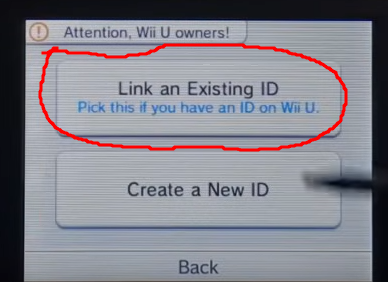 Attention, Wii U owners!
Link an Existing ID
Pick this if you have an ID on Wii U.
Create a New ID
Back